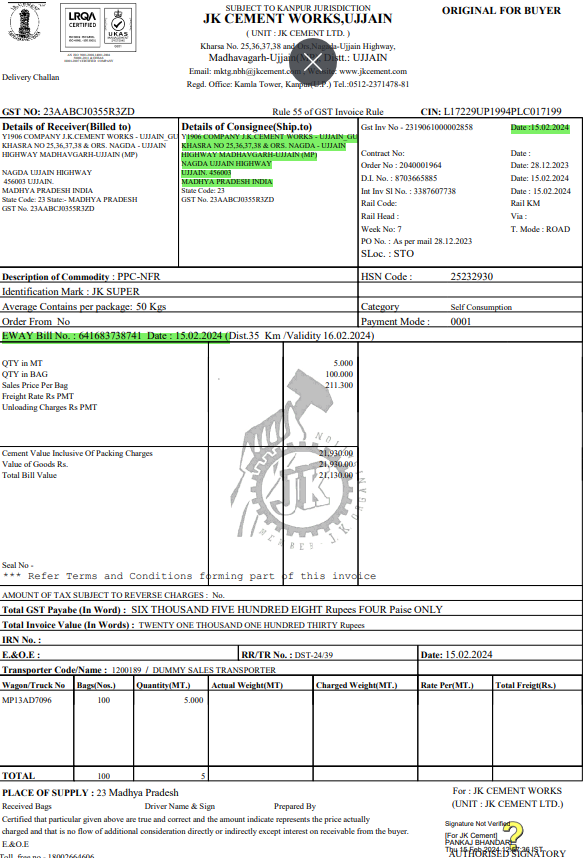 SUBJECT TO KANPUR JURISDICTION
ORIGINAL FOR BUYER
LRQA
CERTIFIED
UKAS
JK CEMENT WORKS,UJJAIN
( UNIT : JK CEMENT LTD. )
Kharsa No. 25,36,37,38 and Ors.Nagda-Ujjain Highway,
Madhavagarh-Ujjain(M Distt.: UJJAIN
Email: mktg.nbh@jkcement.com Website: www.jkcement.com
Delivery Challan
Regd. Office: Kamla Tower, Kanpur(U.P.) Tel.:0512-2371478-81
GST NO: 23AABCJ0355R3ZD Rule 55 of GST Invoice Rule CIN: L17229UP1994PLC017199
Details of Receiver(Billed to)
Y1906 COMPANY J.K.CEMENT WORKS - UJJAIN_GU
KHASRA NO 25,36,37,38 & ORS. NAGDA - UJJAIN
HIGHWAY MADHAVGARH-UJJAIN (MP)
NAGDA UJJAIN HIGHWAY
456003 UJJAIN.
MADHYA PRADESH INDIA
State Code: 23 State:- MADHYA PRADESH
GST No. 23AABCJ0355R3ZD
Details of Consignee(Ship.to)
Y1906 COMPANY J.K.CEMENT WORKS - UJJAIN_GU
KHASRA NO 25,36,37,38 & ORS. NAGDA - UJJAIN
HIGHWAY MADHAVGARH-UJJAIN (MP)
NAGDA UJJAIN HIGHWAY
UJJAIN. 456003
MADHYA PRADESH INDIA
State Code: 23
GST No. 23AABCJ0355R3ZD
Gst Inv No - 2319061000002858 Date :15.02.2024
Contract No: Date :
Order No : 2040001964 Date: 28.12.2023
D.I. No. : 8703665885 Date: 15.02.2024
Int Inv Sl No. : 3387607738 Date : 15.02.2024
Rail Code: Rail KM
Rail Head : Via :
Week No: 7 T. Mode : ROAD
PO No. : As per mail 28.12.2023
SLoc. : STO
Description of Commodity : PPC-NFR HSN Code : 25232930
Identification Mark : JK SUPER
Average Contains per package: 50 Kgs Category Self Consumption
Order From No Payment Mode : 0001
EWAY Bill No. : 641683738741 Date : 15.02.2024 (Dist.35 Km /Validity 16.02.2024)
QTY in MT 5.000
QTY in BAG 100.000
Sales Price Per Bag 211.300
Freight Rate Rs PMT
Unloading Charges Rs PMT
Cement Value Inclusive Of Packing Charges 21,930.00
Value of Goods Rs. 21,930.00/
Total Bill Value 21,130.00
MEMBER - J.K ORGANI
Seal No -
*** Refer Terms and Conditions forming part of this invoice
AMOUNT OF TAX SUBJECT TO REVERSE CHARGES : No.
Total GST Payabe (In Word) : SIX THOUSAND FIVE HUNDRED EIGHT Rupees FOUR Paise ONLY
Total Invoice Value (In Words) : TWENTY ONE THOUSAND ONE HUNDRED THIRTY Rupees
IRN No. :
E.&O.E : RR/TR No. : DST-24/39 Date: 15.02.2024
Transporter Code/Name : 1200189 / DUMMY SALES TRANSPORTER
Wagon/Truck No Bags(Nos.) Quantity(MT.) Actual Weight(MT) Charged Weight(MT.) Rate Per(MT.) Total Freigt(Rs.)
MP13AD7096 100 5.000
TOTAL 100 5
PLACE OF SUPPLY : 23 Madhya Pradesh
For : JK CEMENT WORKS
Received Bags Driver Name & Sign Prepared By
(UNIT : JK CEMENT LTD.)
Certified that particular given above are true and correct and the amount indicate represents the price actually
charged and that is no flow of additional consideration directly or indirectly except interest on receivable from the buyer.
E.&O.E
Signature Not Verified
[For JK Cement]
PANKAJ BHANDARI
Thu 15 Feb 2024 IST
AUTHORISED SIGNATORY
Toll. free no - 18002664606